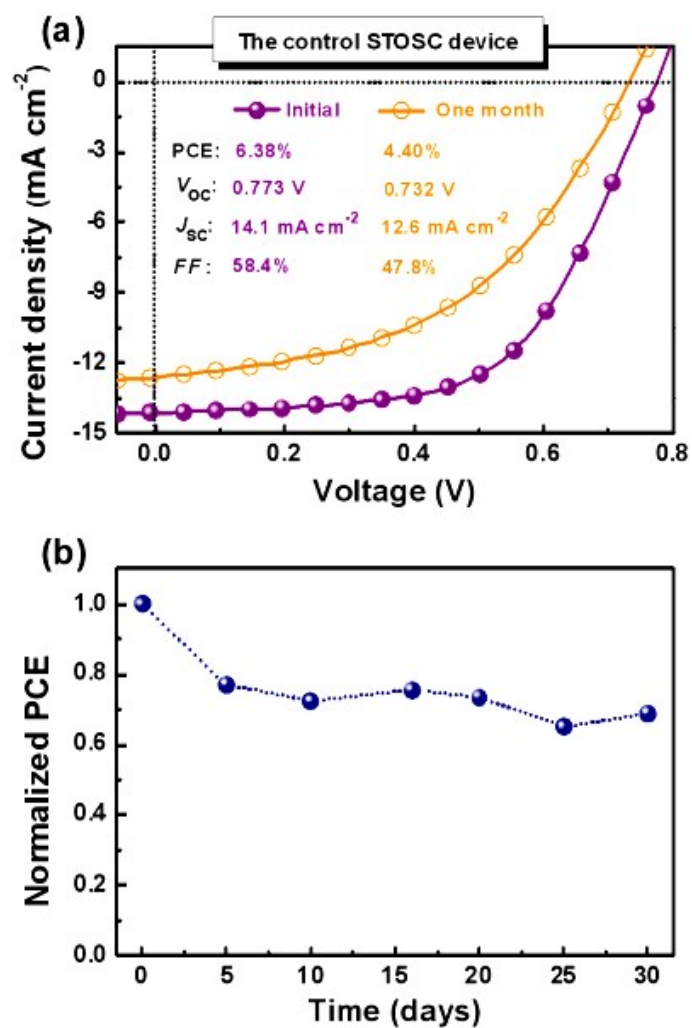 (a)
The control STOSC device
Initial One month
PCE: 6.38% 4.40%
VOC: 0.773 V 0.732 V
JSC: 14.1 mA cm-2 12.6 mA cm-2
FF: 58.4% 47.8%
0
-3
-6
-9
-12
-15
Current density (mA cm-2)
0.0 0.2 0.4 0.6 0.8
Voltage (V)
(b)
1.0
0.8
0.6
0.4
0.2
0.0
Normalized PCE
0 5 10 15 20 25 30
Time (days)